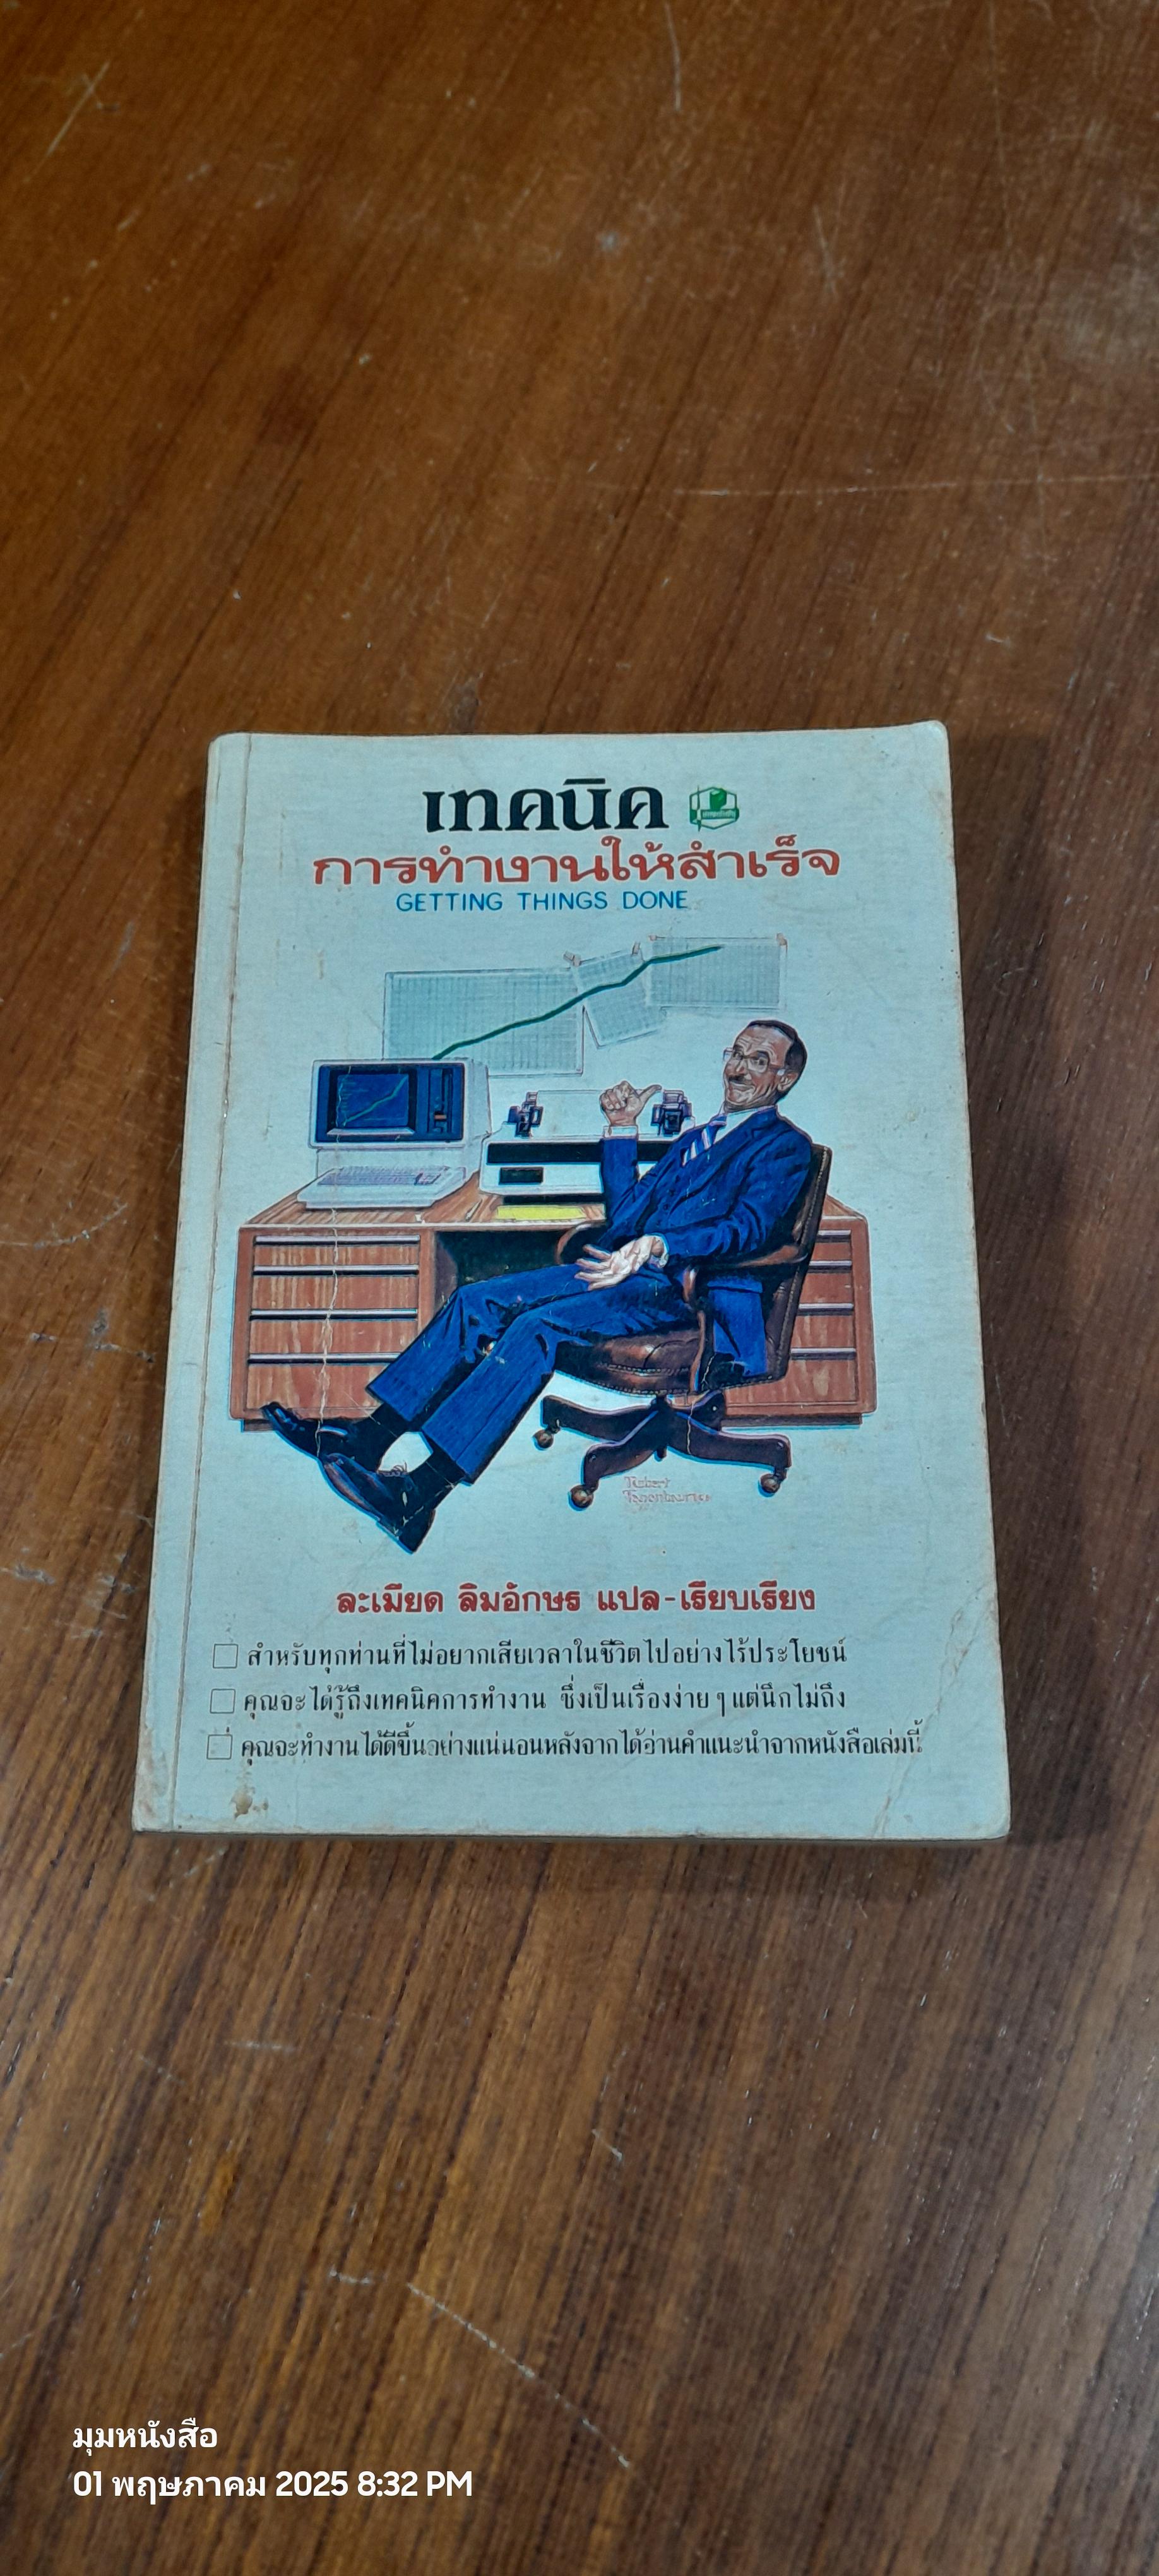 เทคนิค
การทำงานให้สำเร็จ
GETTING THINGS DONE
Robert
ละเมียด ลิมอักษร แปล-เรียบเรียง
สำหรับทุกท่านที่ไม่อยากเสียเวลาในชีวิตไปอย่างไร้ประโยชน์
คุณจะได้รู้ถึงเทคนิคการทำงาน ซึ่งเป็นเรื่องง่าย ๆ แต่นึกไม่ถึง
คุณจะทำงานได้ดีขึ้นอย่างแน่นอนหลังจากได้อ่านคำแนะนำจากหนังสือเล่มนี้
มุมหนังสือ
01 พฤษภาคม 2025 8:32 PM